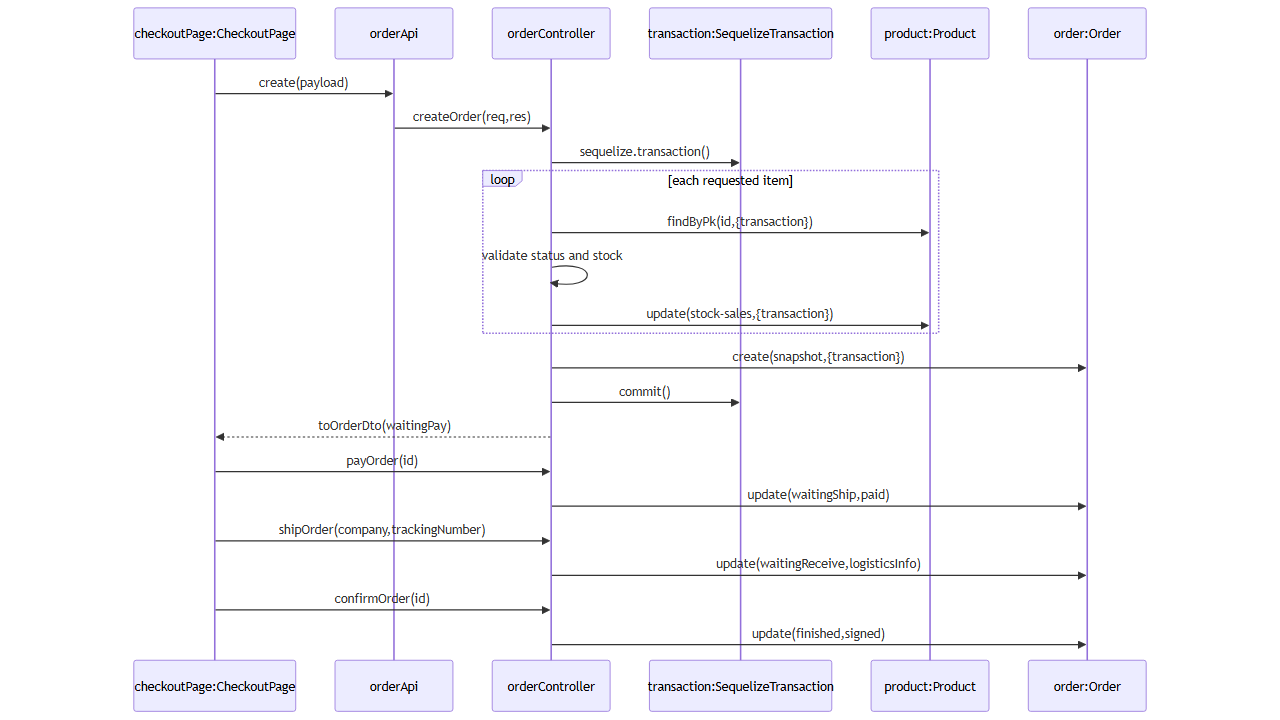 checkoutPage:CheckoutPage
orderApi
orderController
transaction:SequelizeTransaction
product:Product
order:Order
create(payload)
createOrder(req,res)
sequelize.transaction()
loop
[each requested item]
findByPk(id,{transaction})
validate status and stock
update(stock-sales,{transaction})
create(snapshot,{transaction})
commit()
toOrderDto(waitingPay)
payOrder(id)
update(waitingShip,paid)
shipOrder(company,trackingNumber)
update(waitingReceive,logisticsInfo)
confirmOrder(id)
update(finished,signed)
checkoutPage:CheckoutPage
orderApi
orderController
transaction:SequelizeTransaction
product:Product
order:Order